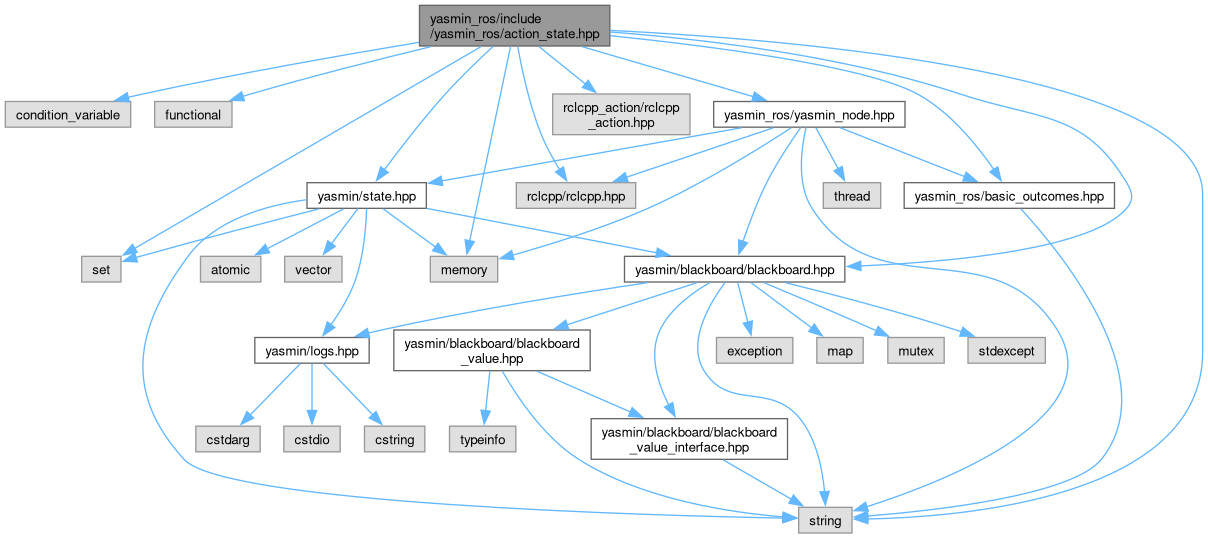 yasmin_ros/include
/yasmin_ros/action_state.hpp
condition_variable
functional
rclcpp_action/rclcpp
_action.hpp
yasmin_ros/yasmin_node.hpp
yasmin/state.hpp
rclcpp/rclcpp.hpp
thread
yasmin_ros/basic_outcomes.hpp
set
atomic
vector
memory
yasmin/blackboard/blackboard.hpp
yasmin/logs.hpp
yasmin/blackboard/blackboard
_value.hpp
exception
map
mutex
stdexcept
cstdarg
cstdio
cstring
typeinfo
yasmin/blackboard/blackboard
_value_interface.hpp
string